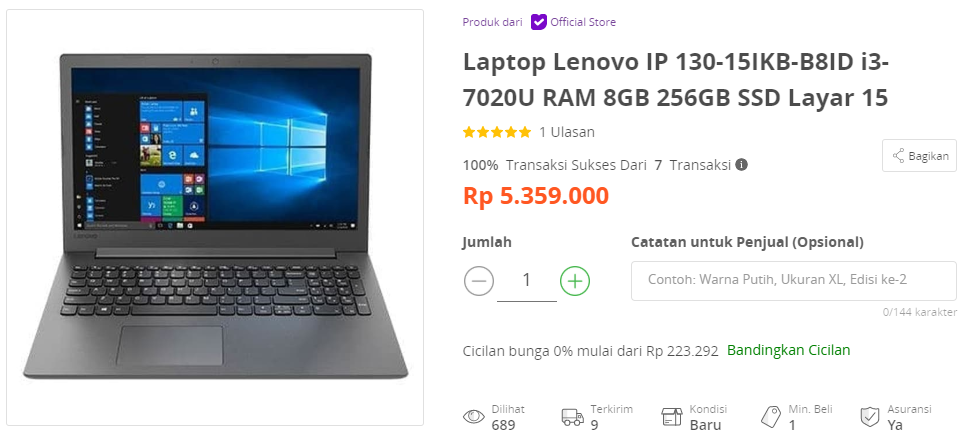 Produk dari Official Store
Laptop Lenovo IP 130-15IKB-B8ID i3-
7020U RAM 8GB 256GB SSD Layar 15
1 Ulasan
100% Transaksi Sukses Dari 7 Transaksi
Bagikan
Rp 5.359.000
Jumlah
Catatan untuk Penjual (Opsional)
1
Contoh: Warna Putih, Ukuran XL, Edisi ke-2
0/144 karakter
Cicilan bunga 0% mulai dari Rp 223.292 Bandingkan Cicilan
Dilihat
689
Terkirim
9
Kondisi
Baru
Min. Beli
1
Asuransi
Ya